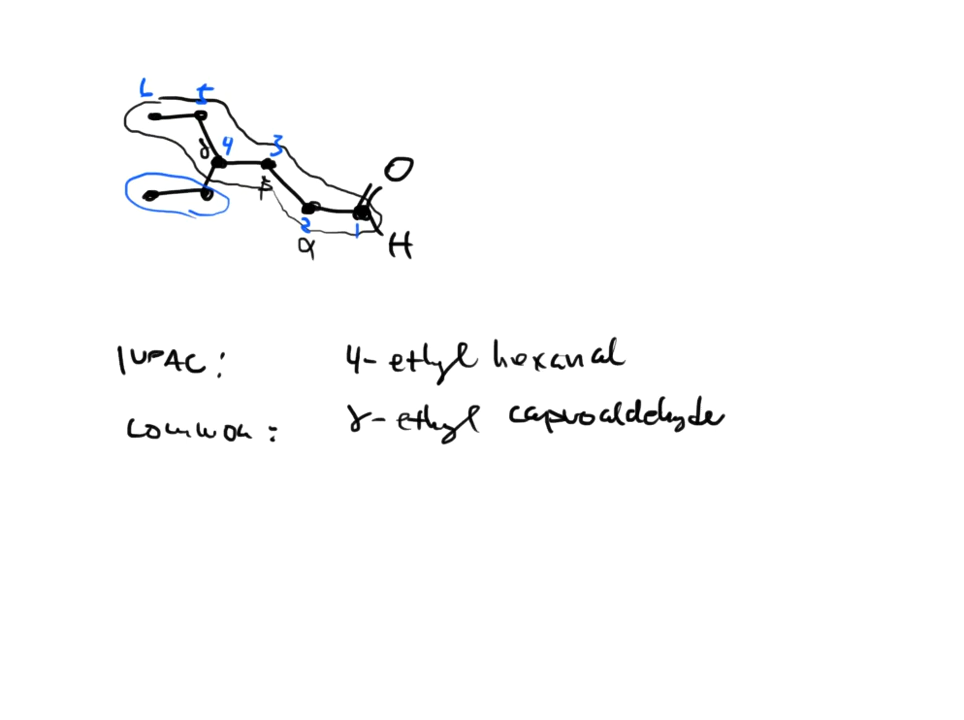 6 5
γ 4 3
O
β
2 1
α H
IUPAC: 4-ethyl hexanal
common: γ-ethyl caproaldehyde